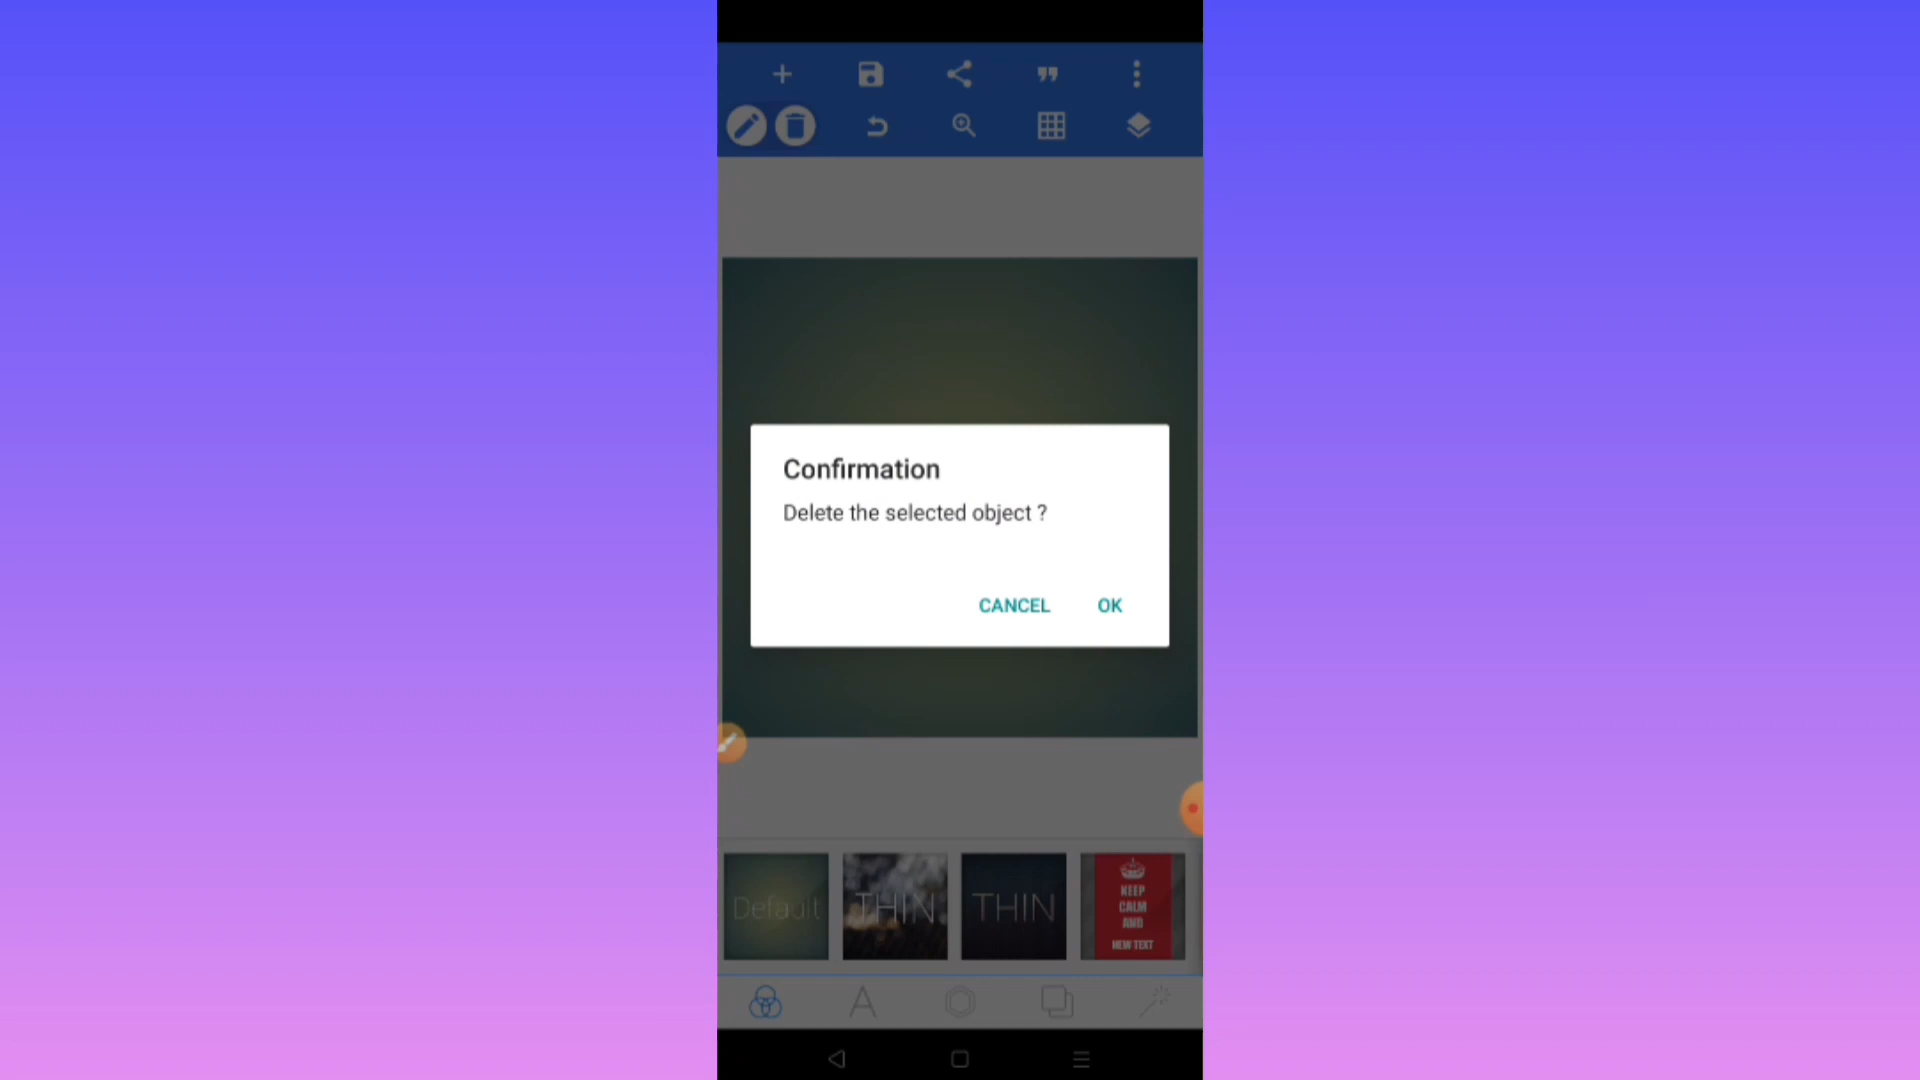 Confirmation
Delete the selected object ?
CANCEL OK
Default
THIN
THIN
KEEP
CALM
AND
NEW TEXT